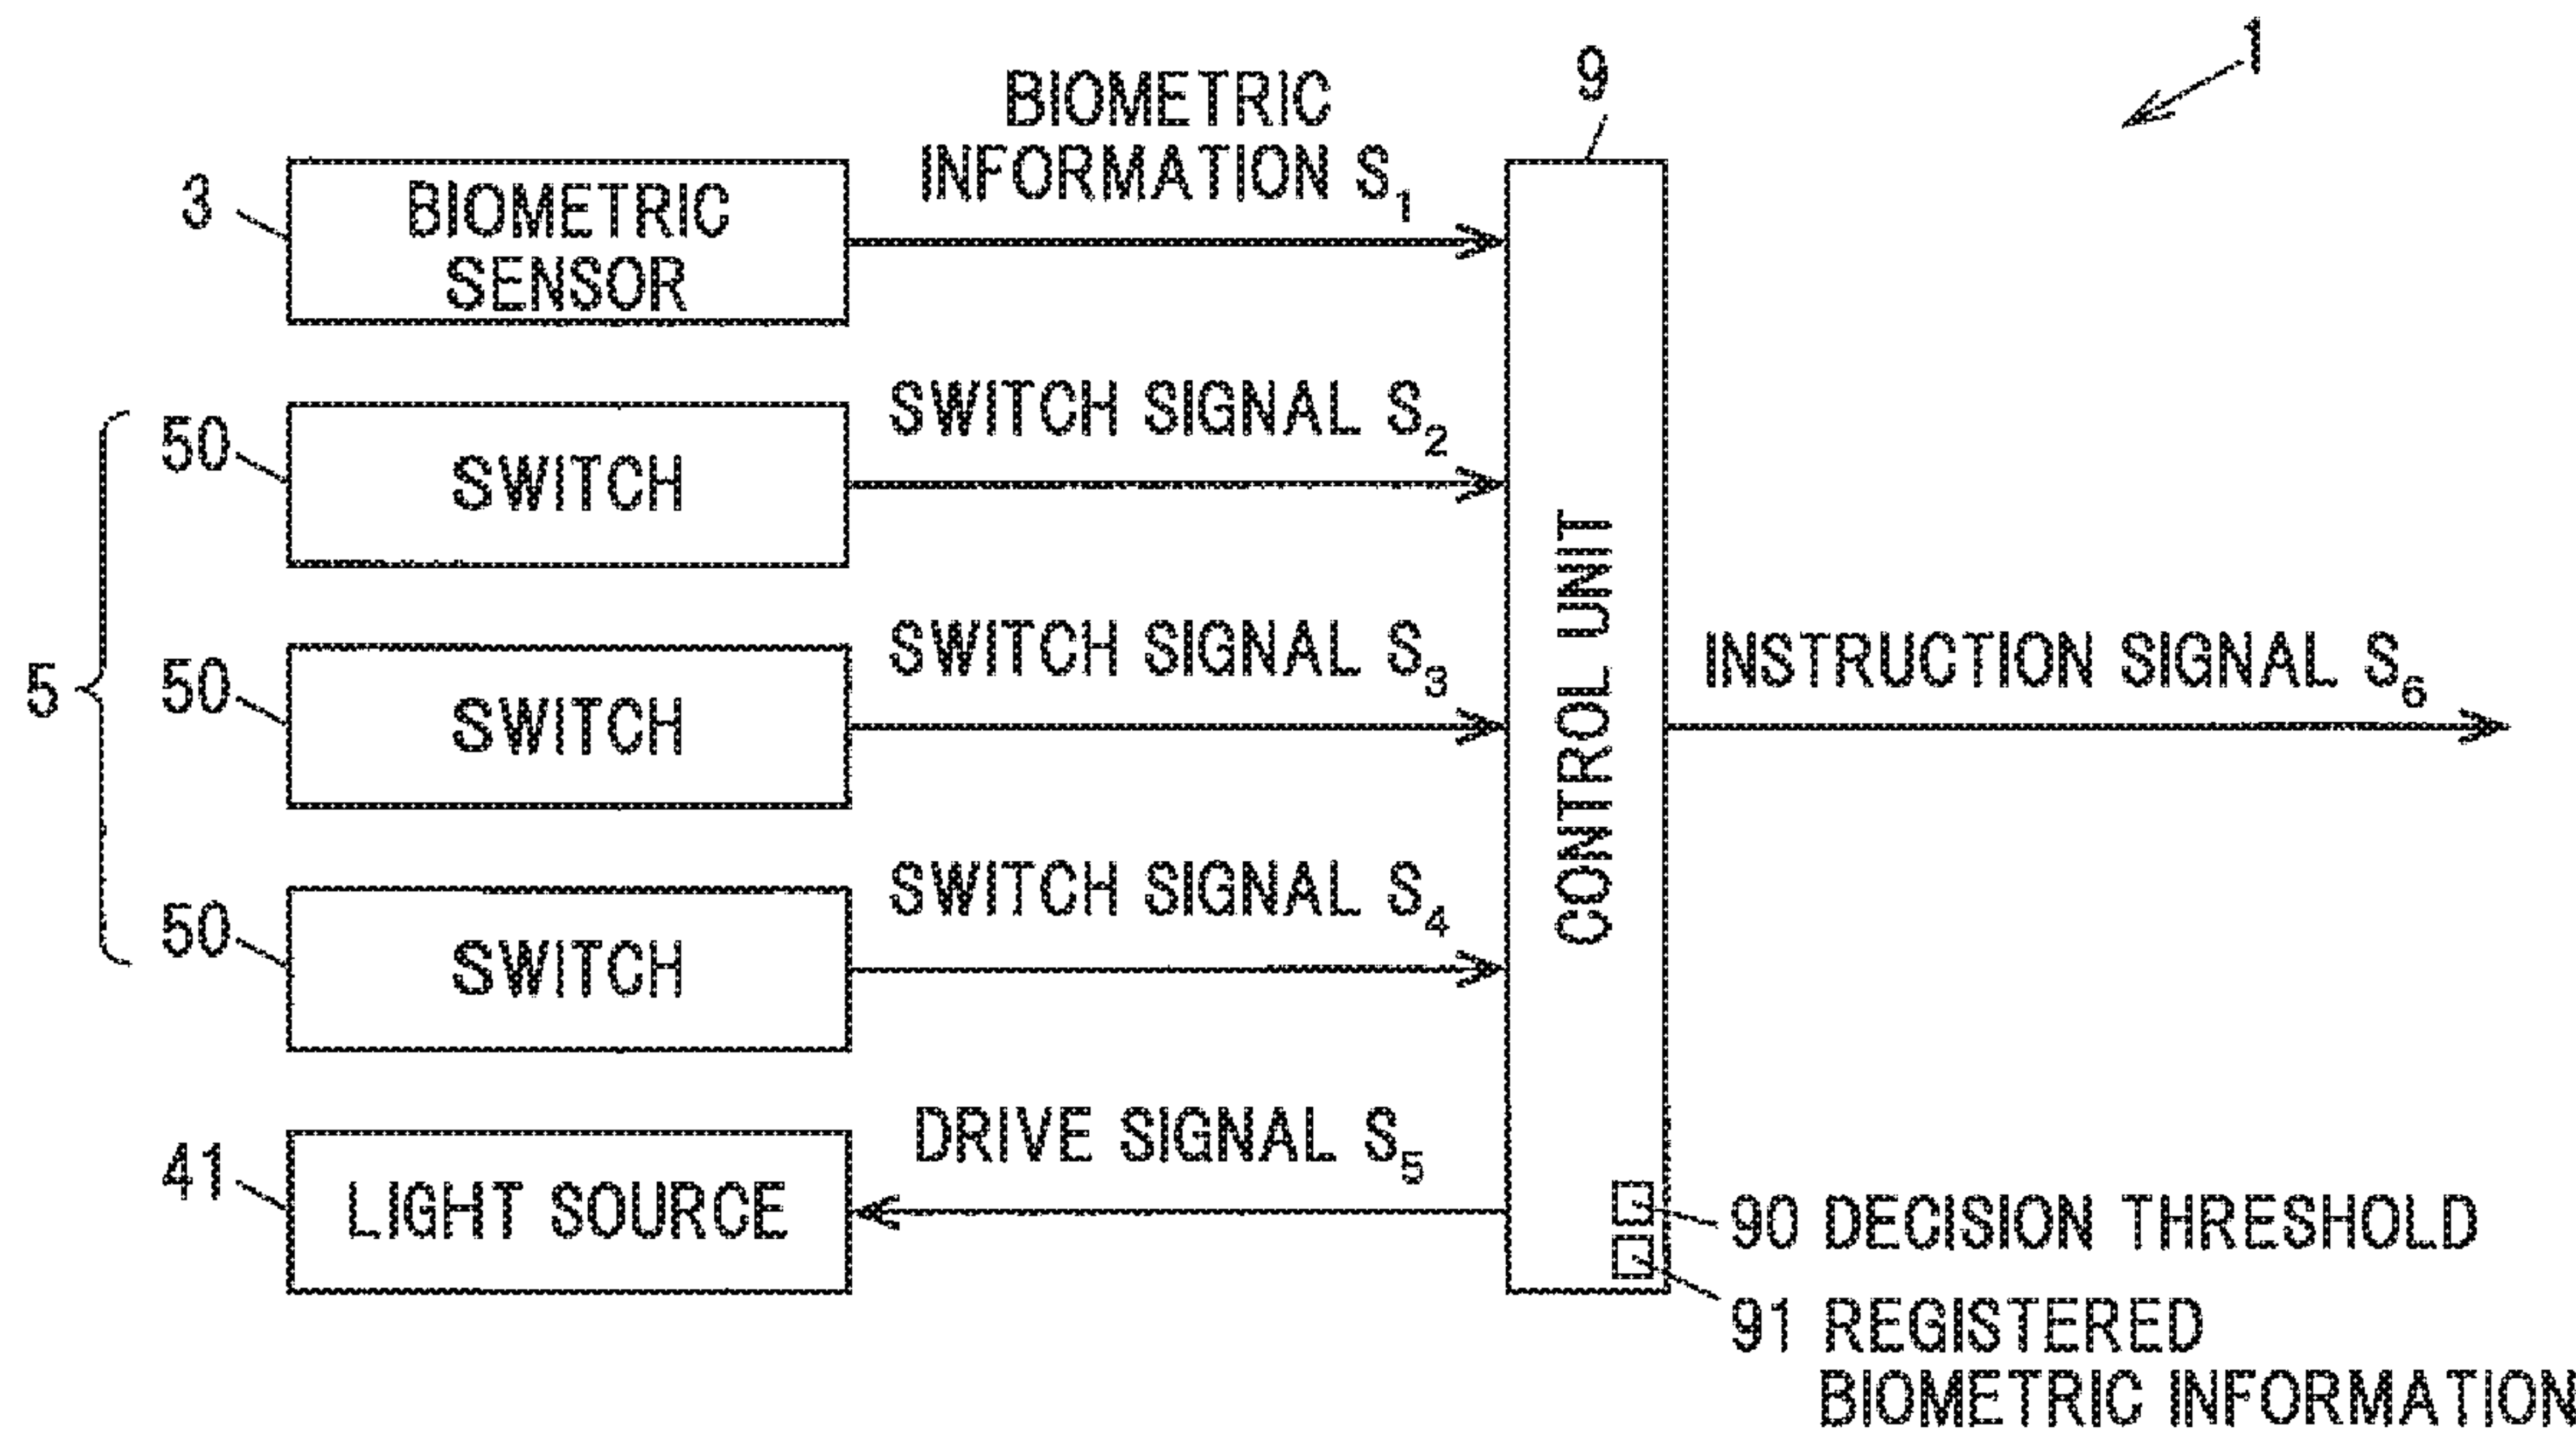 1
BIOMETRIC
INFORMATION S1
9
3
BIOMETRIC
SENSOR
SWITCH SIGNAL S2
50
SWITCH
SWITCH SIGNAL S3
5
50
SWITCH
CONTROL UNIT
INSTRUCTION SIGNAL S6
SWITCH SIGNAL S4
50
SWITCH
DRIVE SIGNAL S5
41
LIGHT SOURCE
90 DECISION THRESHOLD
91 REGISTERED
BIOMETRIC INFORMATION